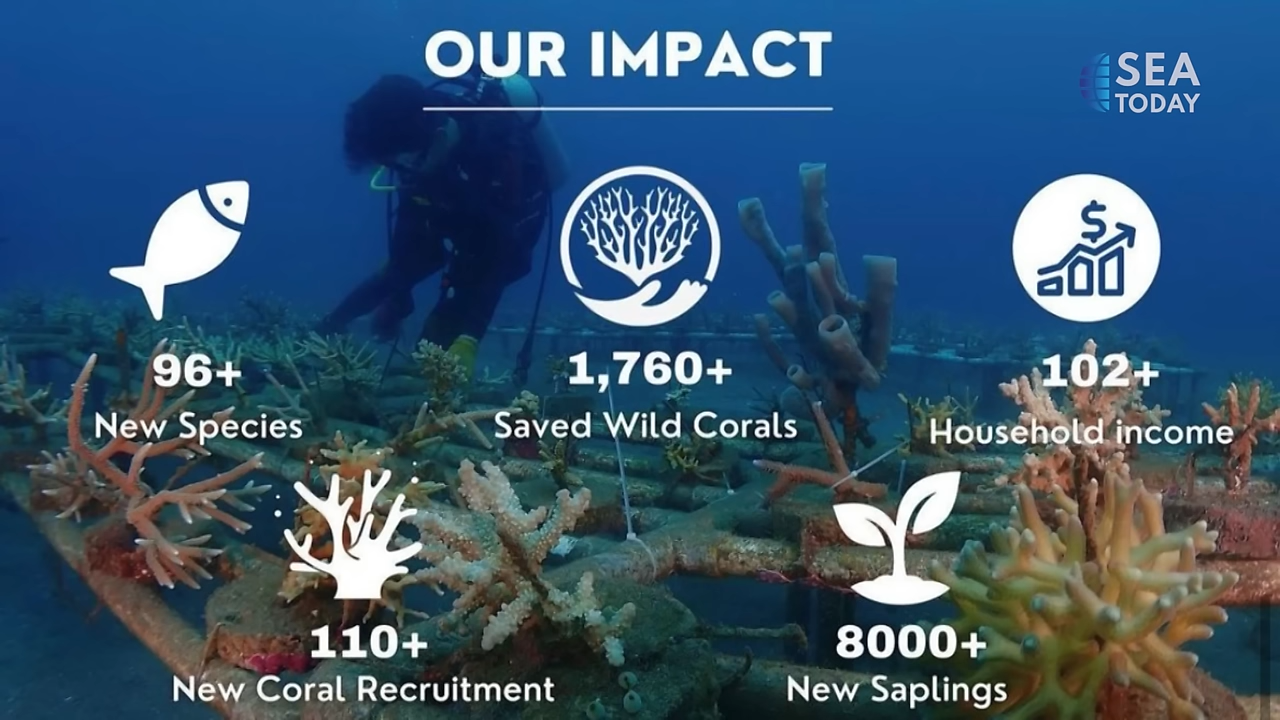 OUR IMPACT
SEA
TODAY
96+
New Species
1,760+
Saved Wild Corals
$
102+
Household income
110+
New Coral Recruitment
8000+
New Saplings